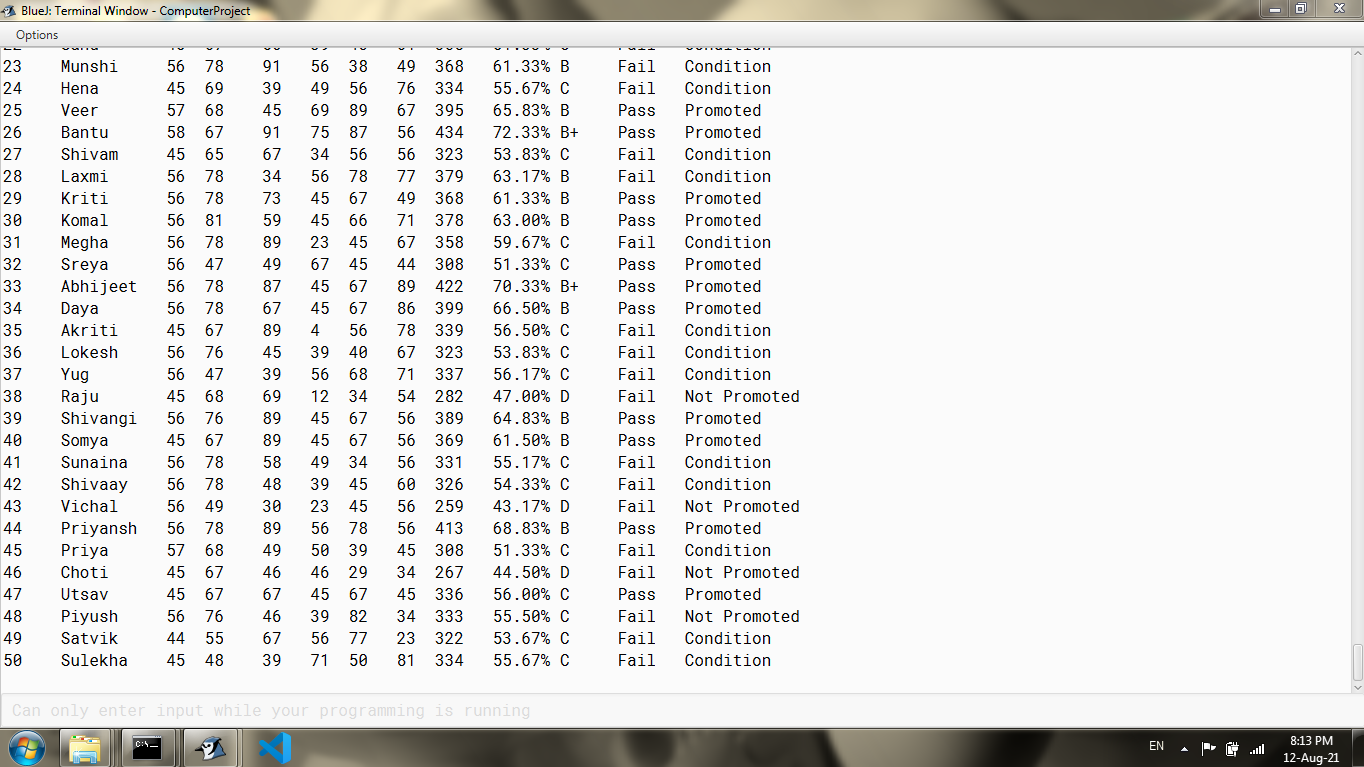 BlueJ: Terminal Window - ComputerProject
Options
23 Munshi 56 78 91 56 38 49 368 61.33% B Fail Condition
24 Hena 45 69 39 49 56 76 334 55.67% C Fail Condition
25 Veer 57 68 45 69 89 67 395 65.83% B Pass Promoted
26 Bantu 58 67 91 75 87 56 434 72.33% B+ Pass Promoted
27 Shivam 45 65 67 34 56 56 323 53.83% C Fail Condition
28 Laxmi 56 78 34 56 78 77 379 63.17% B Fail Condition
29 Kriti 56 78 73 45 67 49 368 61.33% B Pass Promoted
30 Komal 56 81 59 45 66 71 378 63.00% B Pass Promoted
31 Megha 56 78 89 23 45 67 358 59.67% C Fail Condition
32 Sreya 56 47 49 67 45 44 308 51.33% C Pass Promoted
33 Abhijeet 56 78 87 45 67 89 422 70.33% B+ Pass Promoted
34 Daya 56 78 67 45 67 86 399 66.50% B Pass Promoted
35 Akriti 45 67 89 4 56 78 339 56.50% C Fail Condition
36 Lokesh 56 76 45 39 40 67 323 53.83% C Fail Condition
37 Yug 56 47 39 56 68 71 337 56.17% C Fail Condition
38 Raju 45 68 69 12 34 54 282 47.00% D Fail Not Promoted
39 Shivangi 56 76 89 45 67 56 389 64.83% B Pass Promoted
40 Somya 45 67 89 45 67 56 369 61.50% B Pass Promoted
41 Sunaina 56 78 58 49 34 56 331 55.17% C Fail Condition
42 Shivaay 56 78 48 39 45 60 326 54.33% C Fail Condition
43 Vichal 56 49 30 23 45 56 259 43.17% D Fail Not Promoted
44 Priyansh 56 78 89 56 78 56 413 68.83% B Pass Promoted
45 Priya 57 68 49 50 39 45 308 51.33% C Fail Condition
46 Choti 45 67 46 46 29 34 267 44.50% D Fail Not Promoted
47 Utsav 45 67 67 45 67 45 336 56.00% C Pass Promoted
48 Piyush 56 76 46 39 82 34 333 55.50% C Fail Not Promoted
49 Satvik 44 55 67 56 77 23 322 53.67% C Fail Condition
50 Sulekha 45 48 39 71 50 81 334 55.67% C Fail Condition
Can only enter input while your programming is running
C:\_
EN
8:13 PM
12-Aug-21